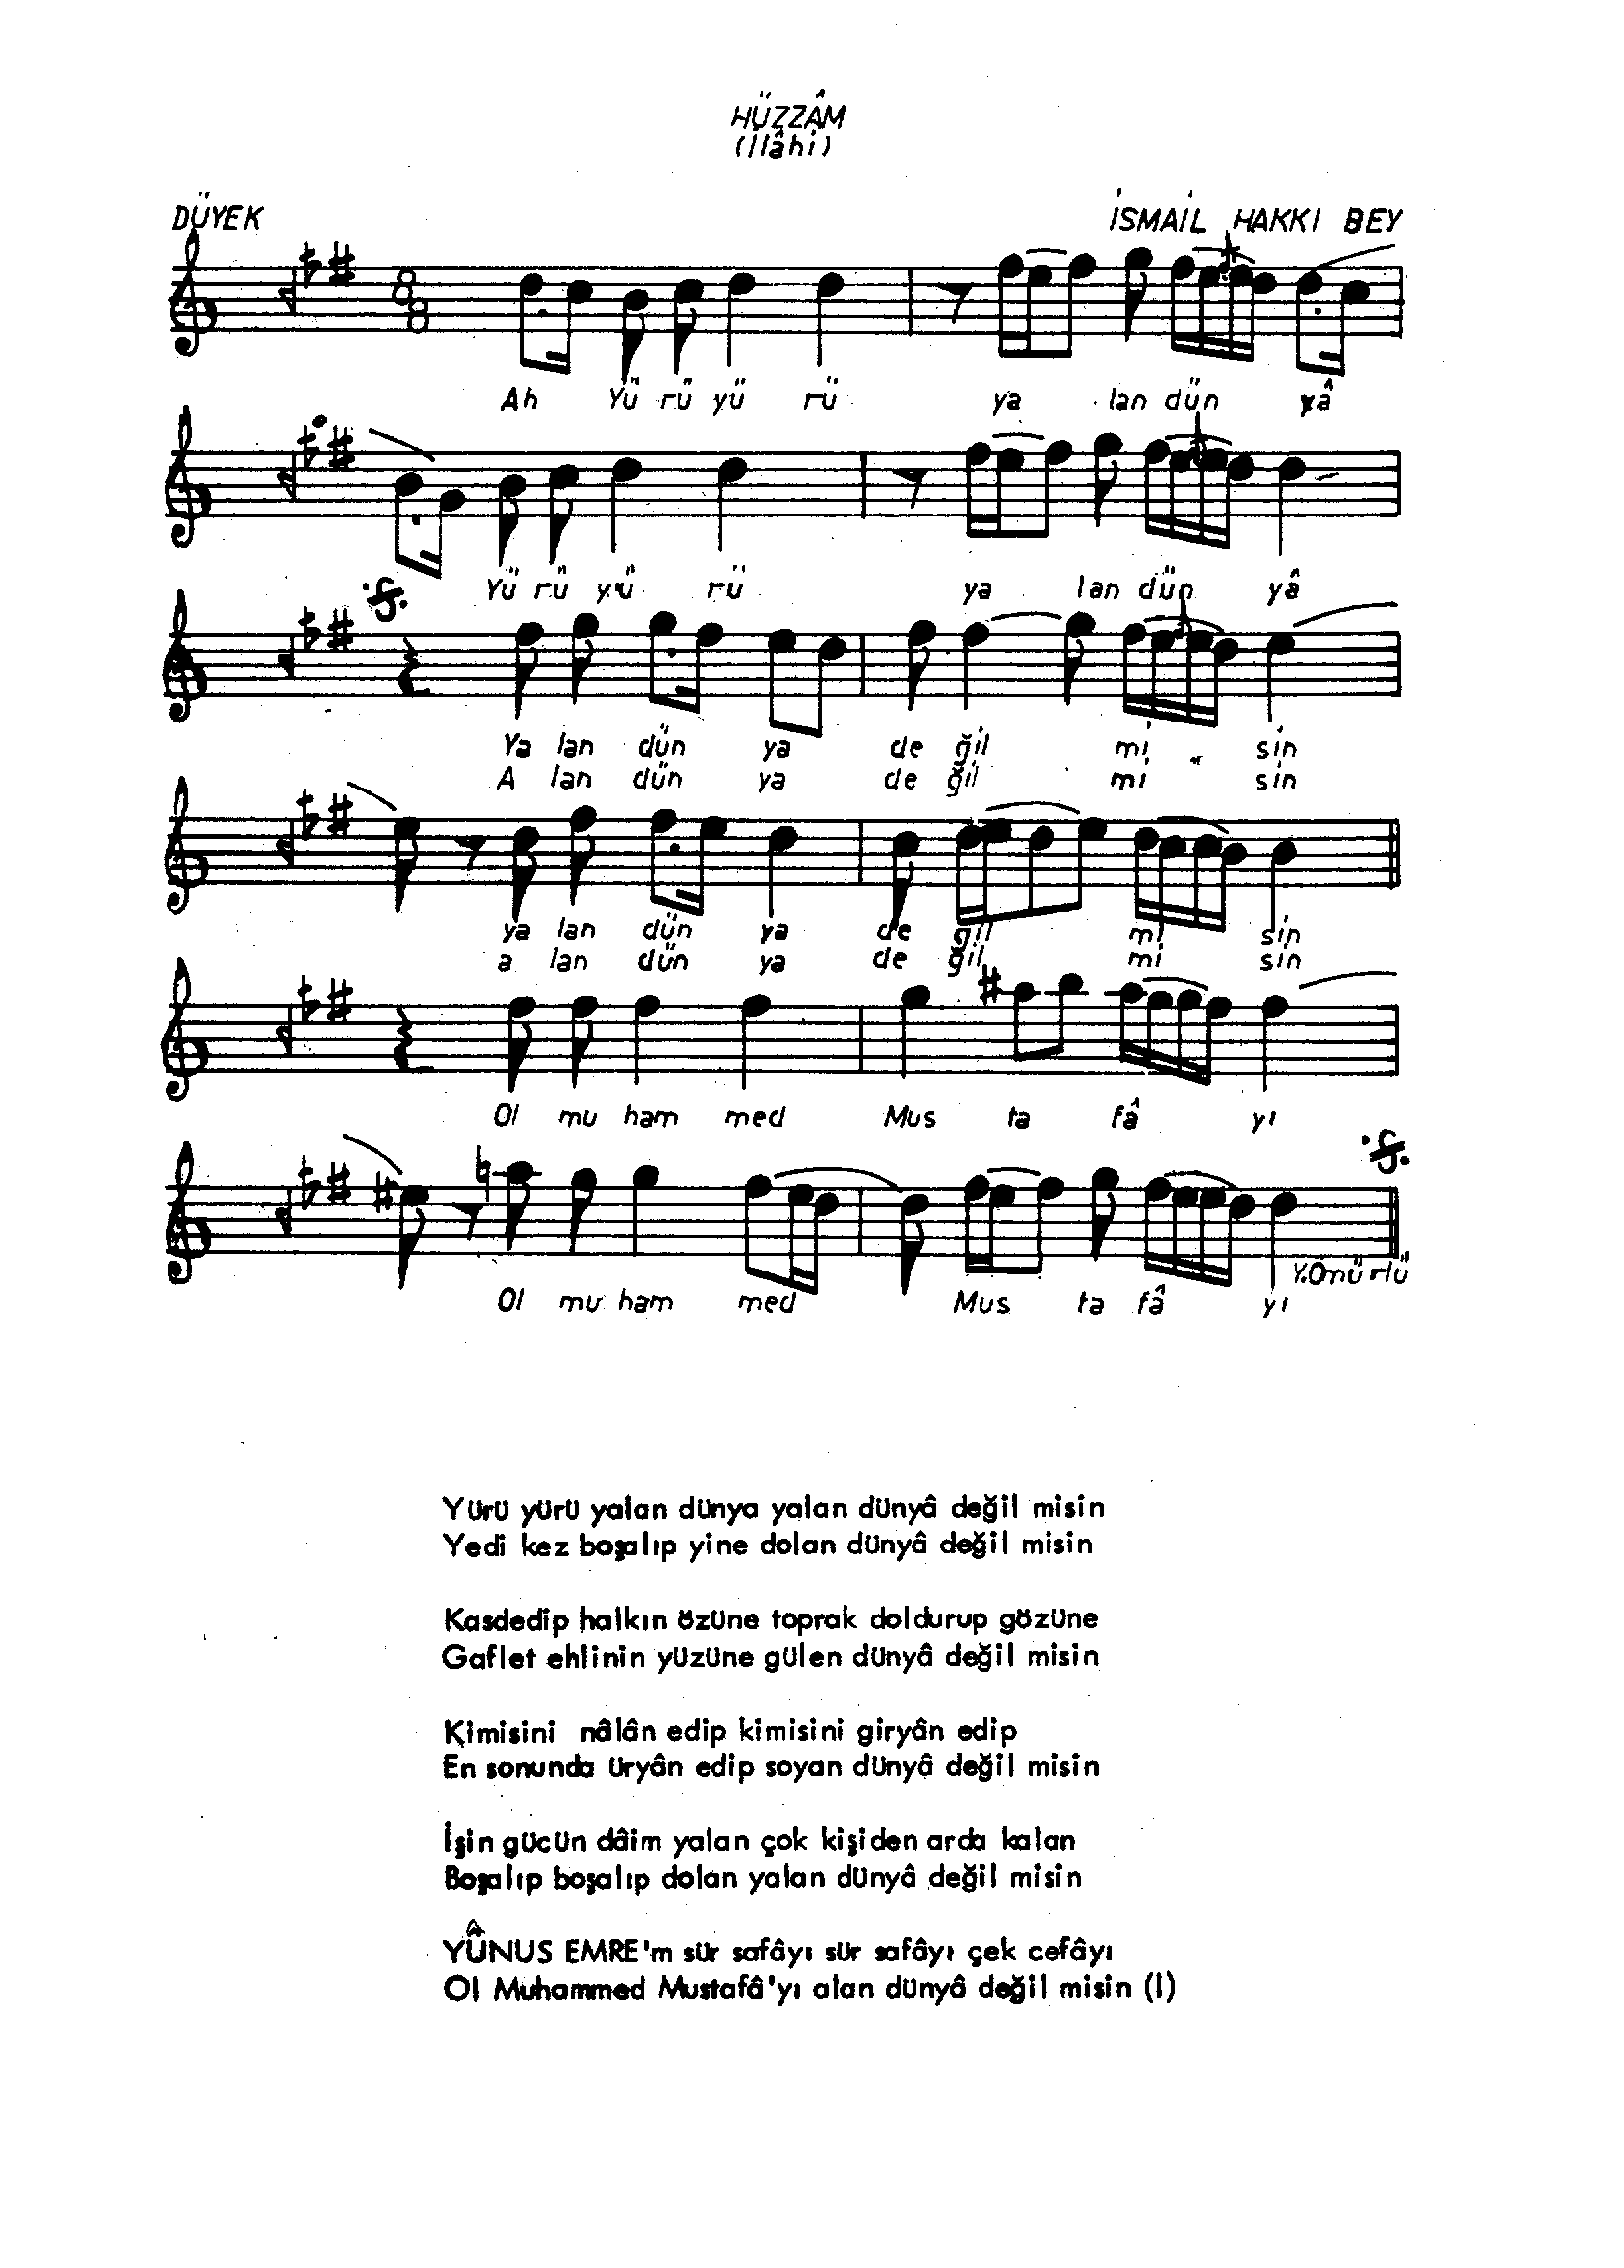 HÜZZÂM
(İlâhi)
DÜYEK
İSMAİL HAKKI BEY
8
8
Ah Yü rü yü rü ya lan dün yâ
Yü rü yü rü ya lan dün yâ
Ya lan dün ya de ğil mi sin
A lan dün ya de ğil mi sin
ya lan dün ya de ğil mi sin
a lan dün ya de ğil mi sin
Ol mu ham med Mus ta fâ yı
Y.Ömürlü
Ol mu ham med Mus ta fâ yı
Yürü yürü yalan dünya yalan dünyâ değil misin
Yedi kez boşalıp yine dolan dünyâ değil misin
Kasdedip halkın özüne toprak doldurup gözüne
Gaflet ehlinin yüzüne gülen dünyâ değil misin
Kimisini nâlân edip kimisini giryân edip
En sonunda üryân edip soyan dünyâ değil misin
İşin gücün dâim yalan çok kişiden arda kalan
Boşalıp boşalıp dolan yalan dünyâ değil misin
YÛNUS EMRE'm sür safâyı sür safâyı çek cefâyı
Ol Muhammed Mustafâ'yı alan dünyâ değil misin (I)